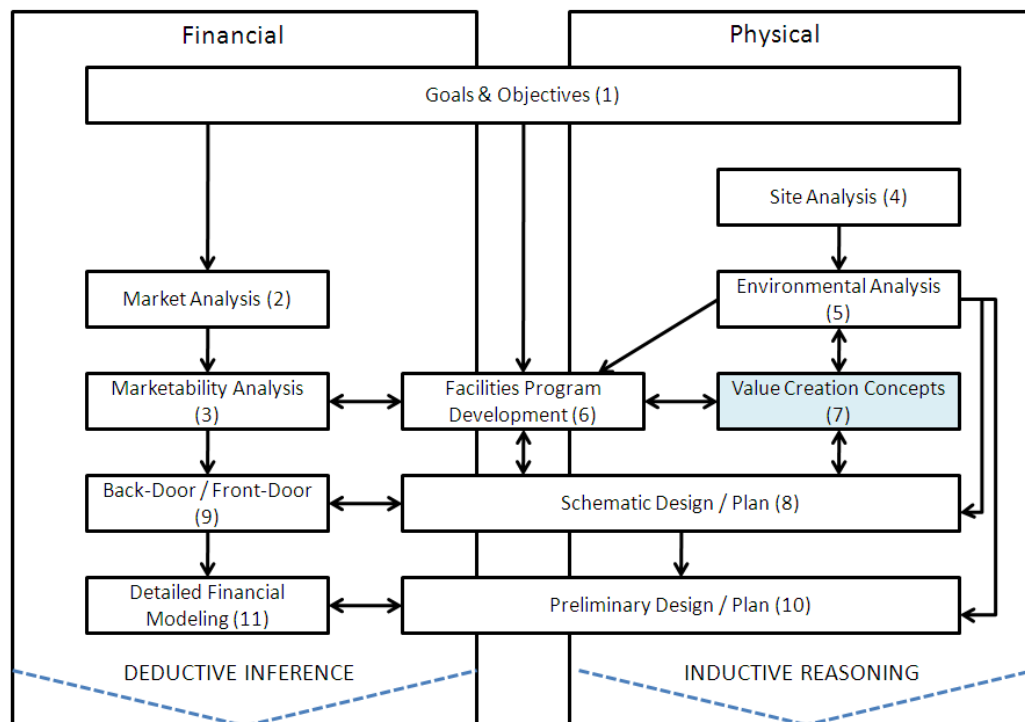 Financial
Physical
Goals & Objectives (1)
Site Analysis (4)
Market Analysis (2)
Environmental Analysis
(5)
Marketability Analysis
(3)
Facilities Program
Development (6)
Value Creation Concepts
(7)
Back-Door / Front-Door
(9)
Schematic Design / Plan (8)
Detailed Financial
Modeling (11)
Preliminary Design / Plan (10)
DEDUCTIVE INFERENCE
INDUCTIVE REASONING